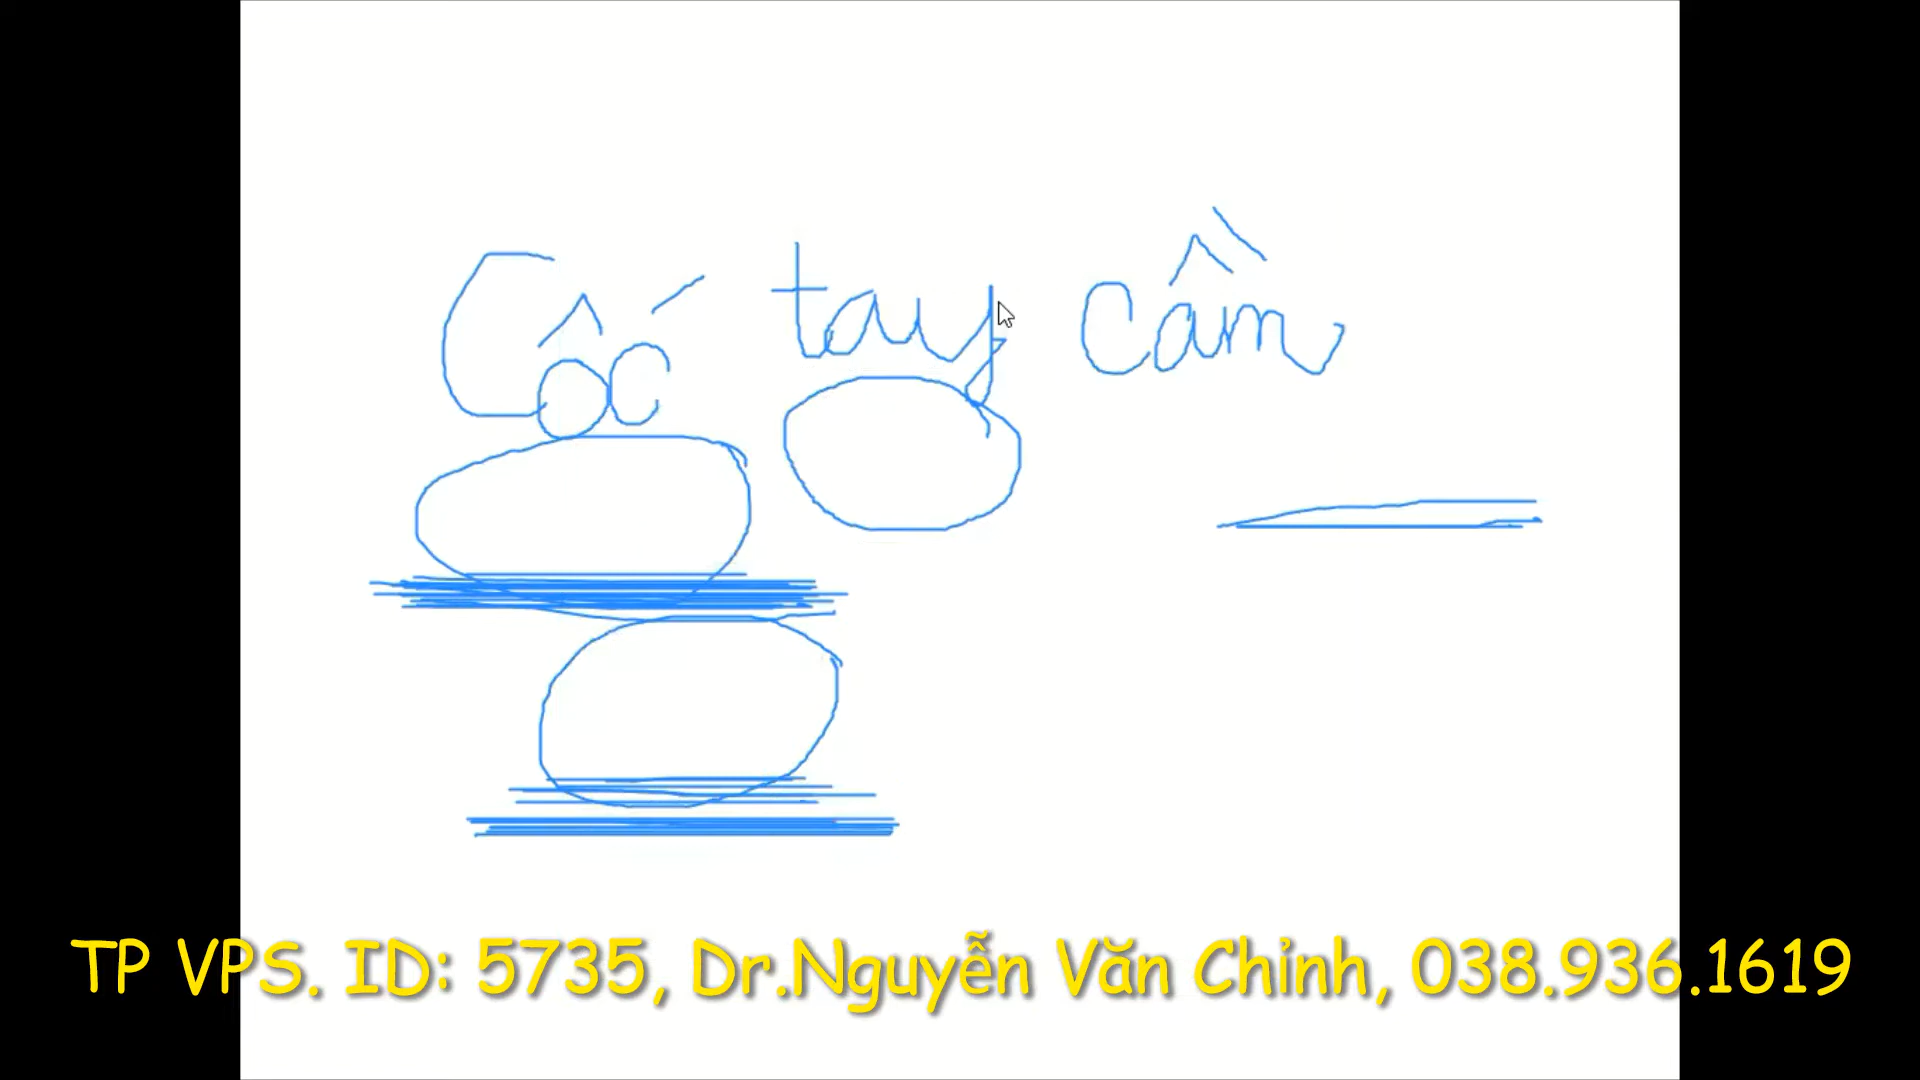 Cốc tay cầm
TP VPS. ID: 5735, Dr.Nguyễn Văn Chỉnh, 038.936.1619